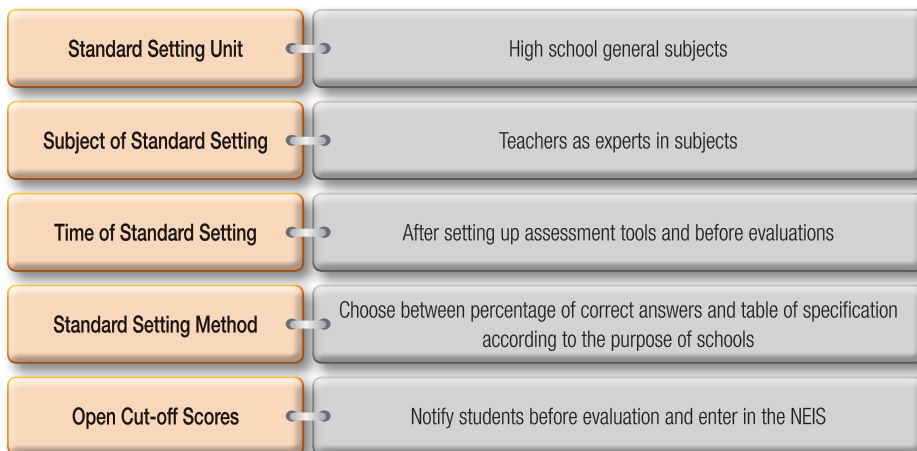 Standard Setting Unit
High school general subjects
Subject of Standard Setting
Teachers as experts in subjects
Time of Standard Setting
After setting up assessment tools and before evaluations
Standard Setting Method
Choose between percentage of correct answers and table of specification
according to the purpose of schools
Open Cut-off Scores
Notify students before evaluation and enter in the NEIS